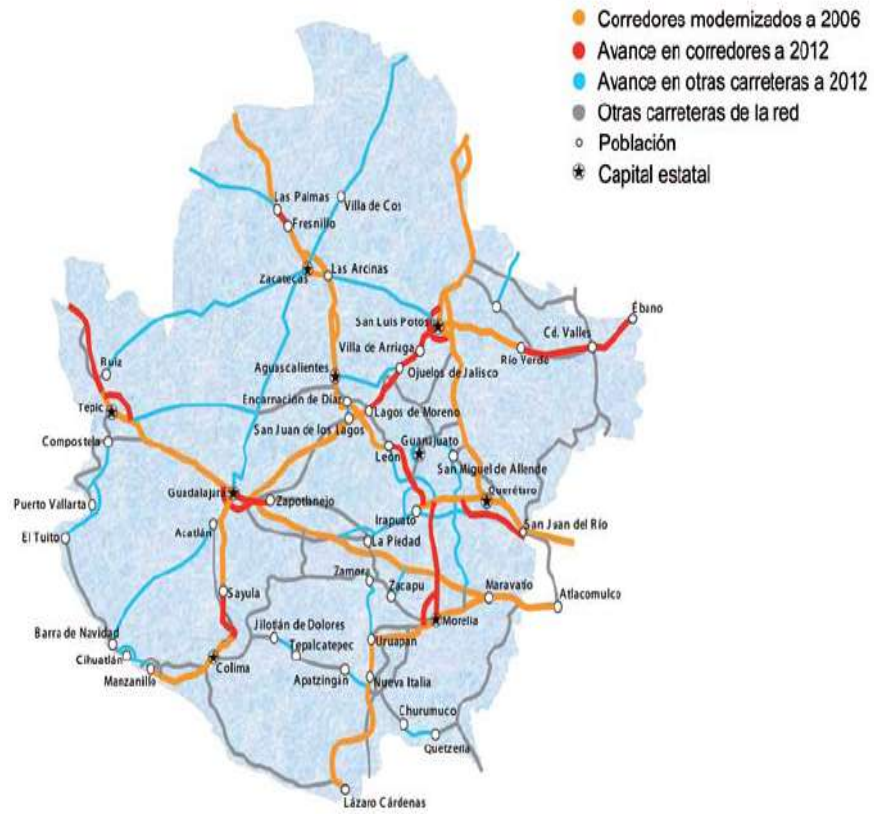 Corredores modernizados a 2006
Avance en corredores a 2012
Avance en otras carreteras a 2012
Otras carreteras de la red
Población
Capital estatal
Las Palmas
Villa de Cos
Fresnillo
Zacatecas
Las Arcinas
San Luis Potosí
Ébano
Cd. Valles
Villa de Arriaga
Río Verde
Ruiz
Aguascalientes
Ojuelos de Jalisco
Encarnación de Díaz
Tepic
Lagos de Moreno
San Juan de los Lagos
Guanajuato
Compostela
León
San Miguel de Allende
Guadalajara
Zapotlanejo
Querétaro
Puerto Vallarta
Irapuato
Acatlán
San Juan del Río
El Tuito
La Piedad
Zamora
Zacapu
Maravatío
Sayula
Atlacomulco
Morelia
Jilotlán de Dolores
Barra de Navidad
Uruapan
Tepalcatepec
Cihuatlán
Colima
Manzanillo
Apatzingán
Nueva Italia
Churumuco
Quetzeria
Lázaro Cárdenas